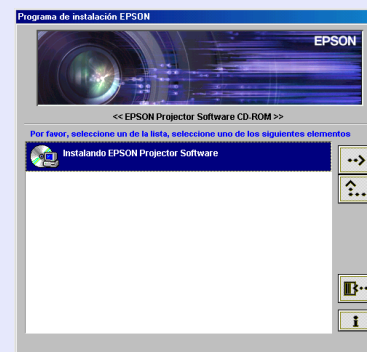 Programa de instalación EPSON
EPSON
<< EPSON Projector Software CD-ROM >>
Por favor, seleccione un de la lista, seleccione uno de los siguientes elementos
Instalando EPSON Projector Software